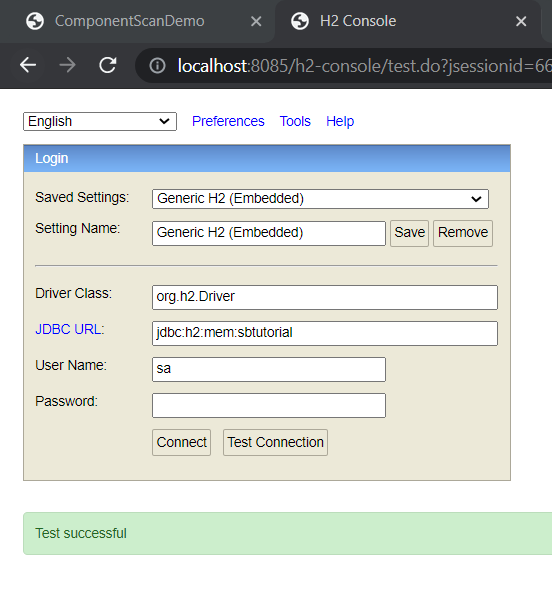 ComponentScanDemo
H2 Console
localhost:8085/h2-console/test.do?jsessionid=66
English Preferences Tools Help
Login
Saved Settings: Generic H2 (Embedded)
Setting Name: Generic H2 (Embedded) Save Remove
Driver Class: org.h2.Driver
JDBC URL: jdbc:h2:mem:sbtutorial
User Name: sa
Password:
Connect Test Connection
Test successful